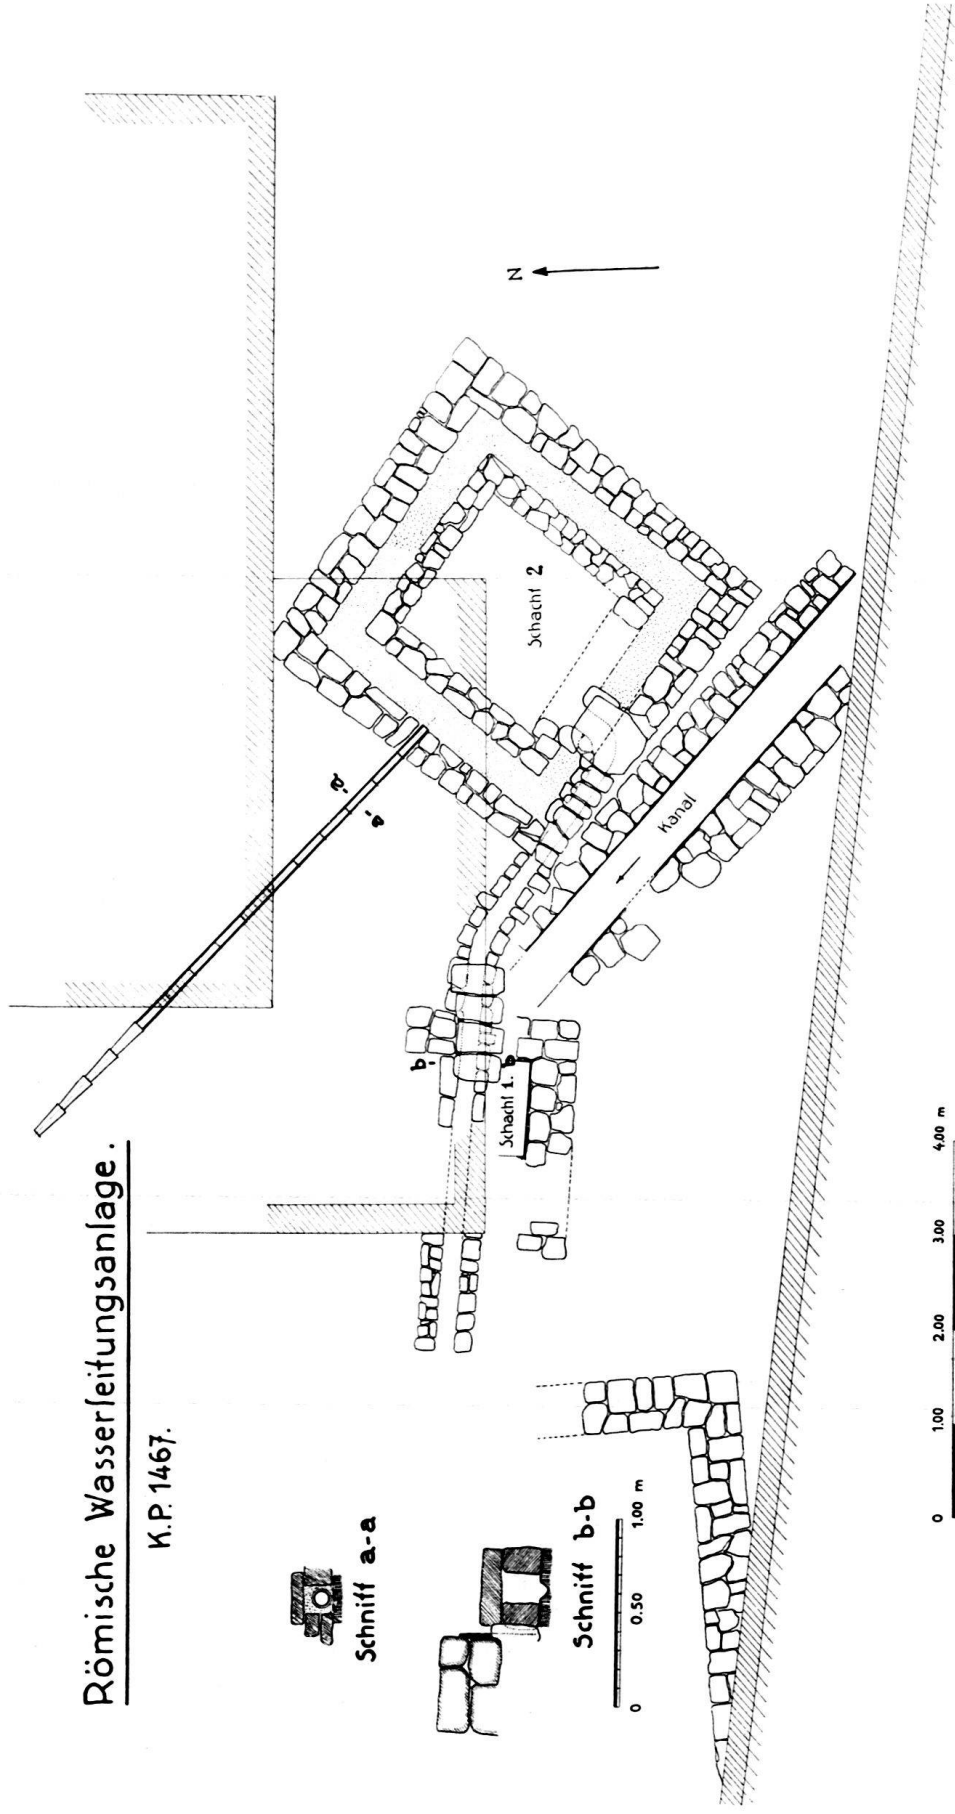 Römische Wasserleitungsanlage.
K.P. 1467.
Schnitt a-a
Schnitt b-b
0 0.50 1.00 m
b
b
Schacht 1.
a
a
Schacht 2
Kanal
N
0 1.00 2.00 3.00 4.00 m